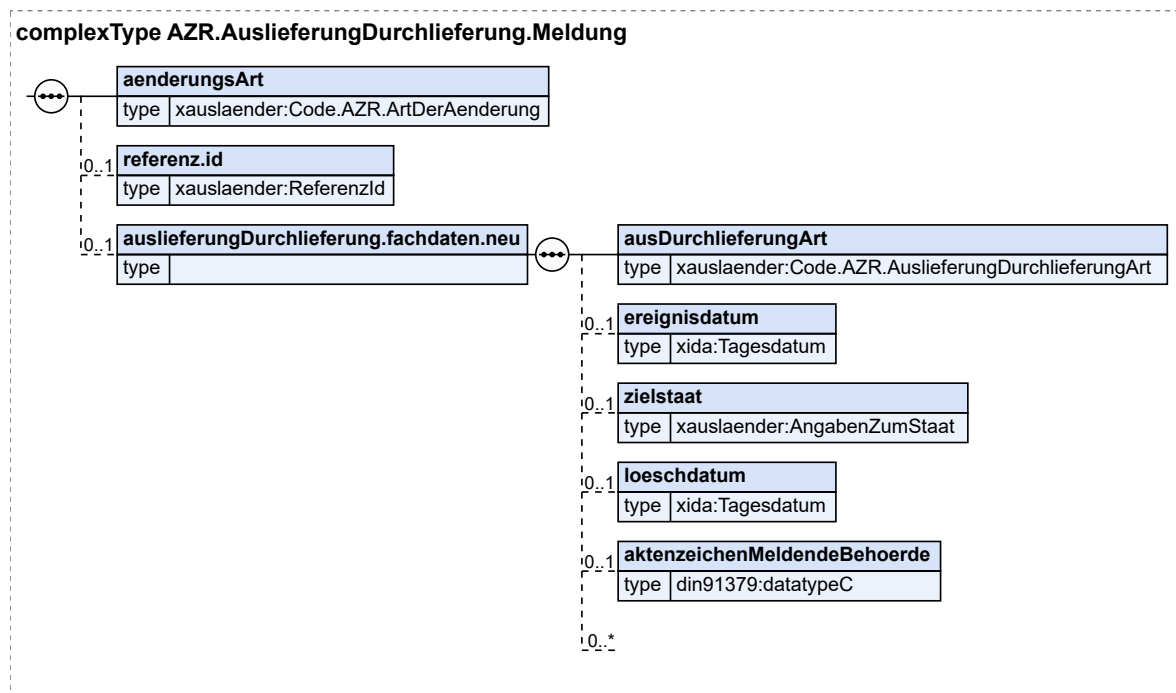 complexType AZR.AuslieferungDurchlieferung.Meldung
aenderungsArt
type xauslaender:Code.AZR.ArtDerAenderung
0..1 referenz.id
type xauslaender:ReferenzId
0..1 auslieferungDurchlieferung.fachdaten.neu
type
ausDurchlieferungArt
type xauslaender:Code.AZR.AuslieferungDurchlieferungArt
0..1 ereignisdatum
type xida:Tagesdatum
0..1 zielstaat
type xauslaender:AngabenZumStaat
0..1 loeschdatum
type xida:Tagesdatum
0..1 aktenzeichenMeldendeBehoerde
type din91379:datatypeC
0..*